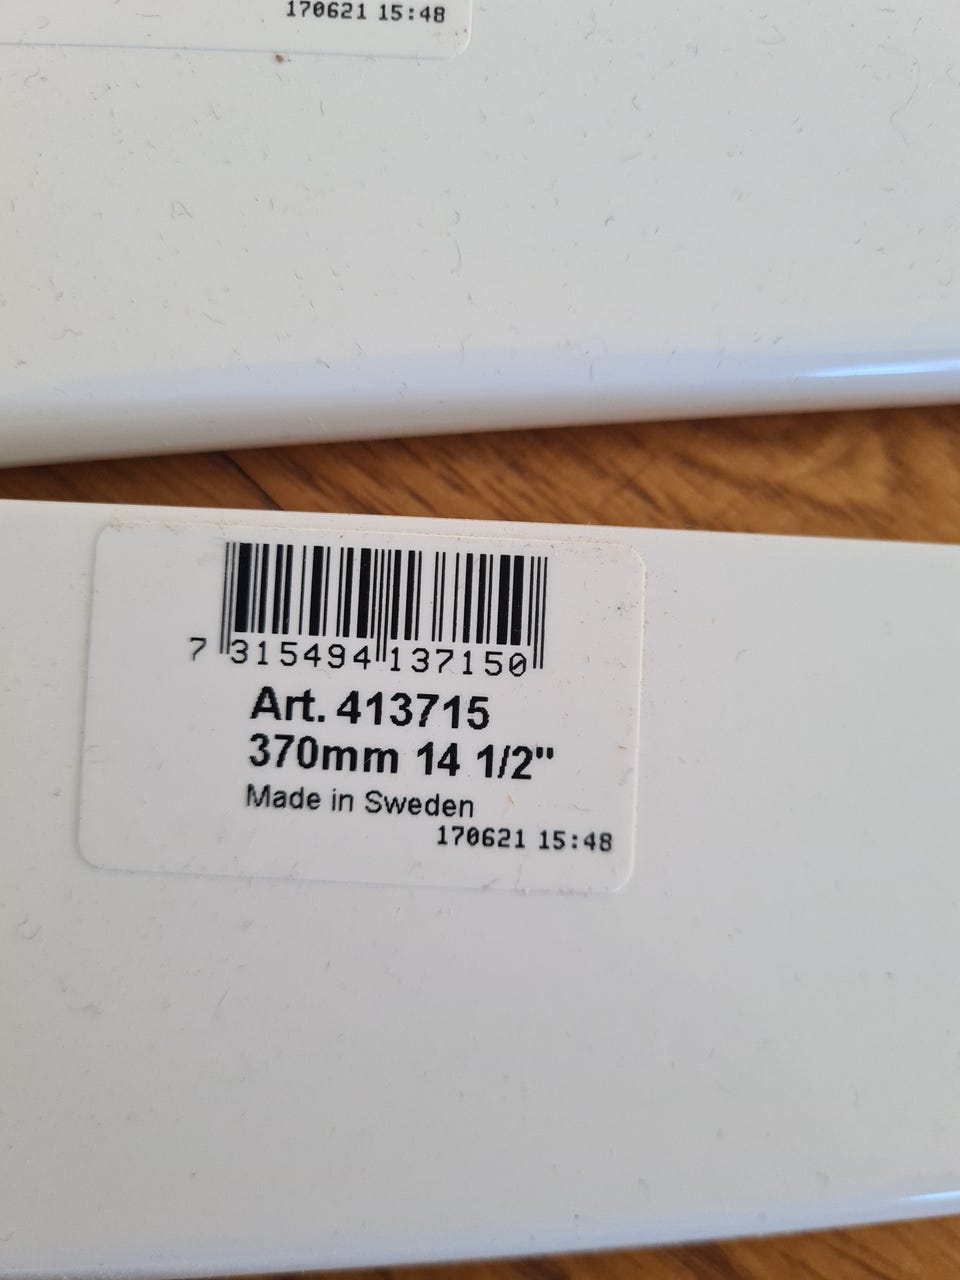 170621 15:48
7 315494 137150
Art. 413715
370mm 14 1/2"
Made in Sweden
170621 15:48